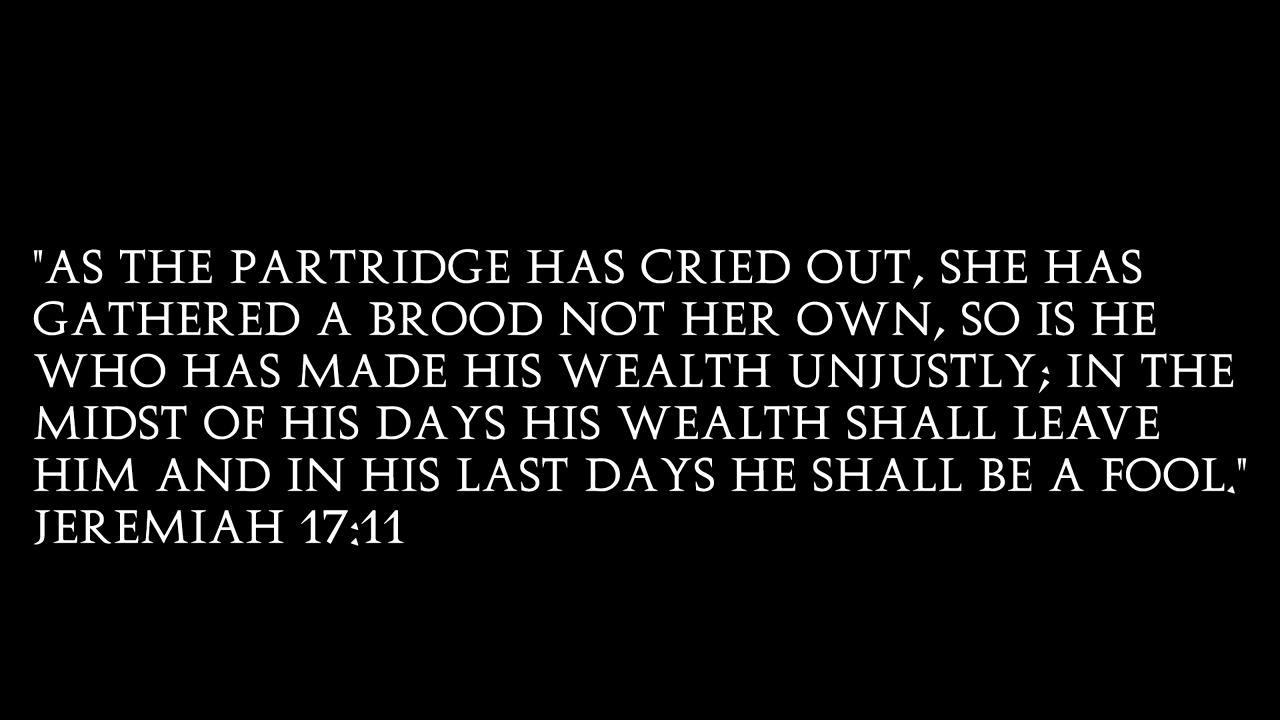 "AS THE PARTRIDGE HAS CRIED OUT, SHE HAS
GATHERED A BROOD NOT HER OWN, SO IS HE
WHO HAS MADE HIS WEALTH UNJUSTLY; IN THE
MIDST OF HIS DAYS HIS WEALTH SHALL LEAVE
HIM AND IN HIS LAST DAYS HE SHALL BE A FOOL."
JEREMIAH 17:11